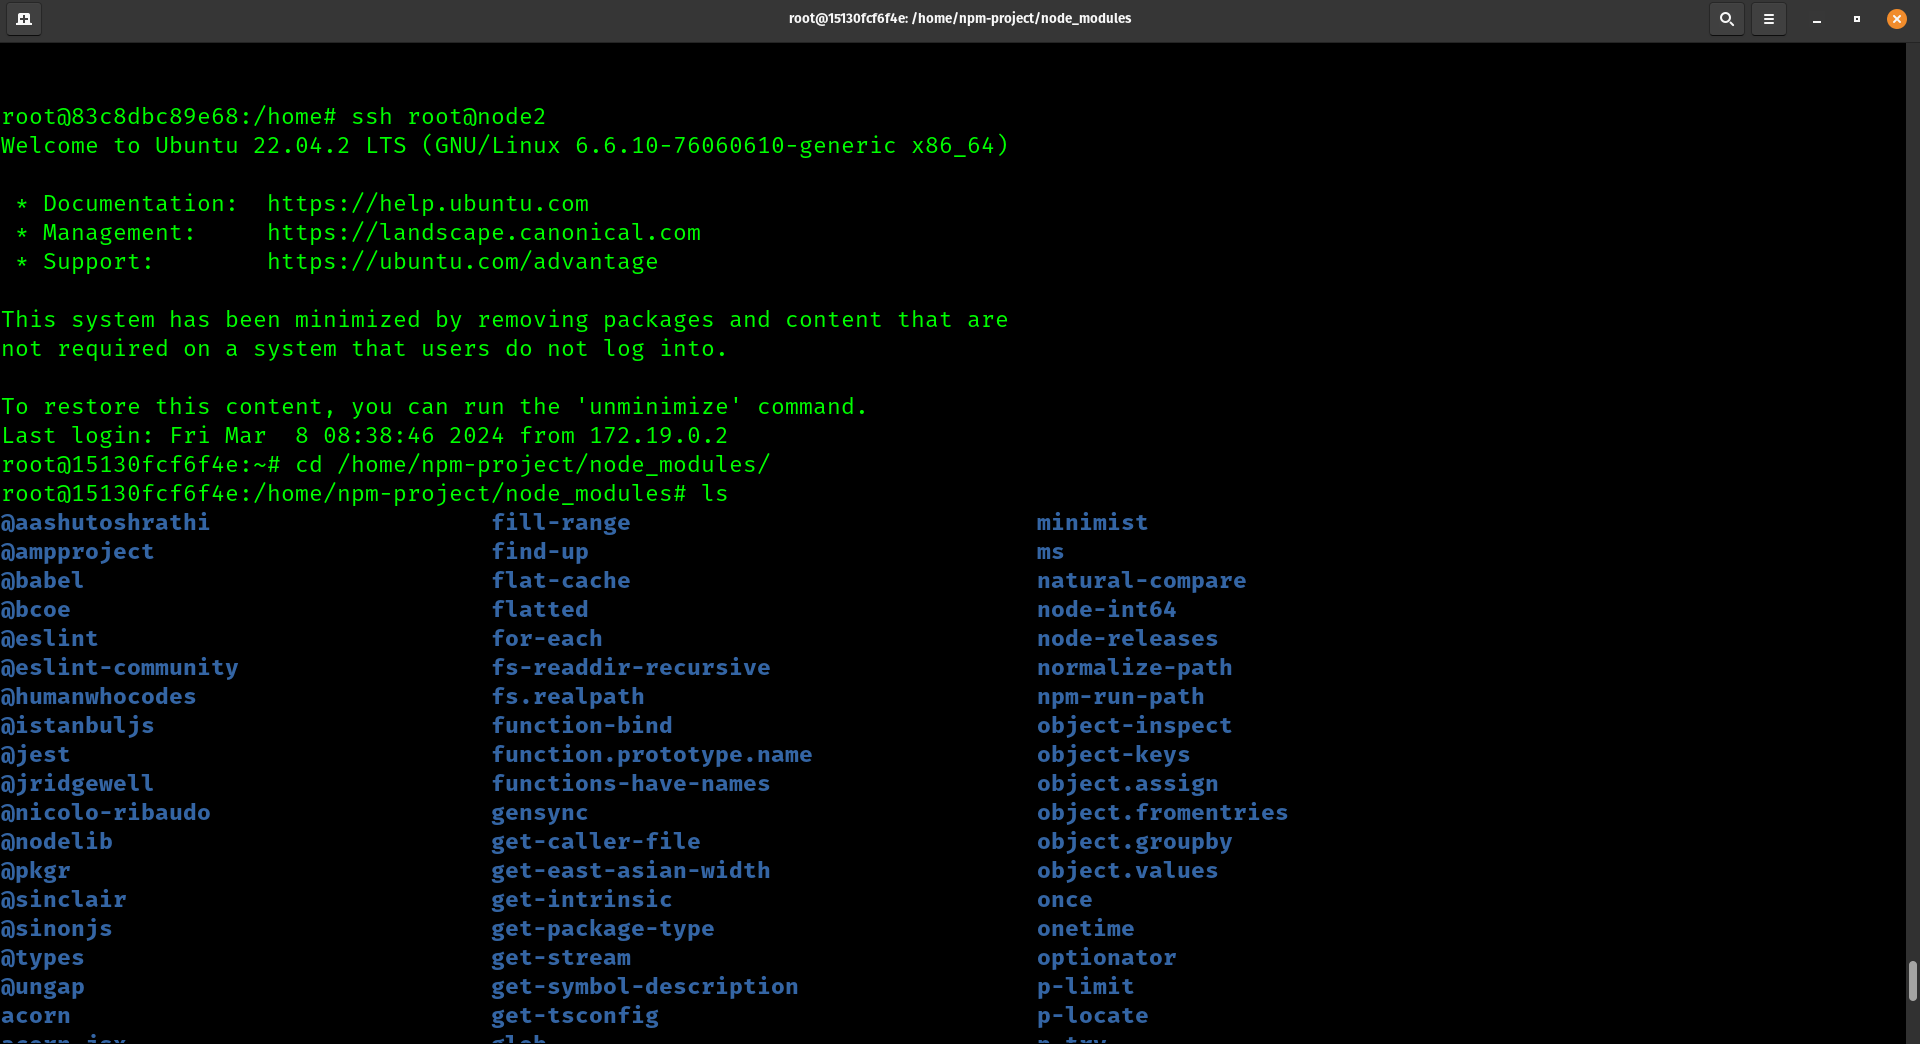 root@15130fcf6f4e: /home/npm-project/node_modules
root@83c8dbc89e68:/home# ssh root@node2
Welcome to Ubuntu 22.04.2 LTS (GNU/Linux 6.6.10-76060610-generic x86_64)
* Documentation:  https://help.ubuntu.com
* Management:     https://landscape.canonical.com
* Support:        https://ubuntu.com/advantage
This system has been minimized by removing packages and content that are
not required on a system that users do not log into.
To restore this content, you can run the 'unminimize' command.
Last login: Fri Mar  8 08:38:46 2024 from 172.19.0.2
root@15130fcf6f4e:~# cd /home/npm-project/node_modules/
root@15130fcf6f4e:/home/npm-project/node_modules# ls
@aashutoshrathi fill-range minimist
@ampproject find-up ms
@babel flat-cache natural-compare
@bcoe flatted node-int64
@eslint for-each node-releases
@eslint-community fs-readdir-recursive normalize-path
@humanwhocodes fs.realpath npm-run-path
@istanbuljs function-bind object-inspect
@jest function.prototype.name object-keys
@jridgewell functions-have-names object.assign
@nicolo-ribaudo gensync object.fromentries
@nodelib get-caller-file object.groupby
@pkgr get-east-asian-width object.values
@sinclair get-intrinsic once
@sinonjs get-package-type onetime
@types get-stream optionator
@ungap get-symbol-description p-limit
acorn get-tsconfig p-locate
acorn-jsx glob p-try